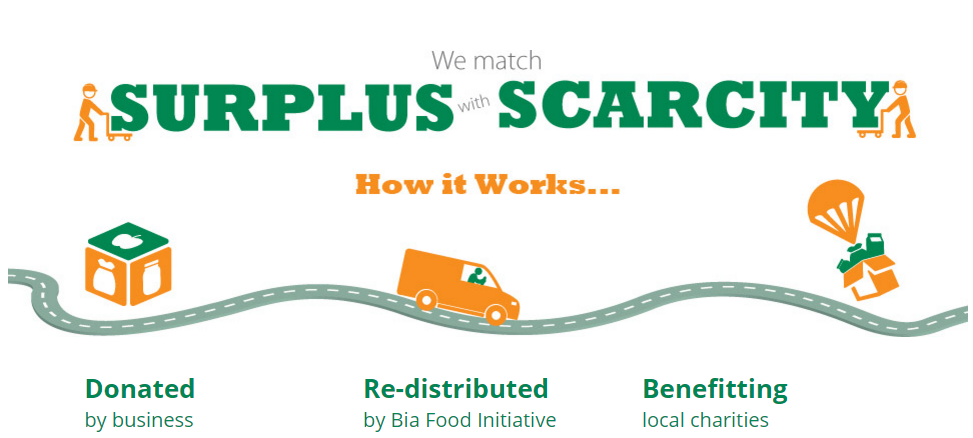 We match
SURPLUS with SCARCITY
How it Works...
Donated
by business
Re-distributed
by Bia Food Initiative
Benefitting
local charities